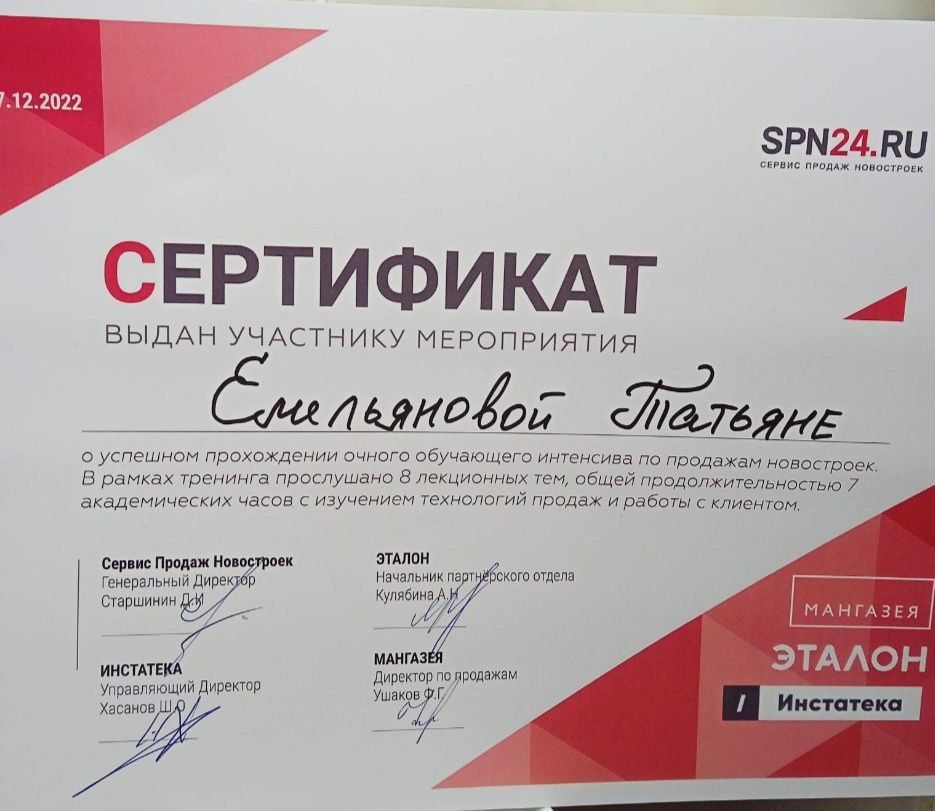 7.12.2022
SPN24.RU
СЕРВИС ПРОДАЖ НОВОСТРОЕК
СЕРТИФИКАТ
ВЫДАН УЧАСТНИКУ МЕРОПРИЯТИЯ
Емельяновой Татьяне
о успешном прохождении очного обучающего интенсива по продажам новостроек.
В рамках тренинга прослушано 8 лекционных тем, общей продолжительностью 7
академических часов с изучением технологий продаж и работы с клиентом.
Сервис Продаж Новостроек
Генеральный Директор
Старшинин Д.И
ЭТАЛОН
Начальник партнёрского отдела
Кулябина А.Н
ИНСТАТЕКА
Управляющий Директор
Хасанов Ш.О
МАНГАЗЕЯ
Директор по продажам
Ушаков Ф.Г.
МАНГАЗЕЯ
ЭТАЛОН
/ Инстатека